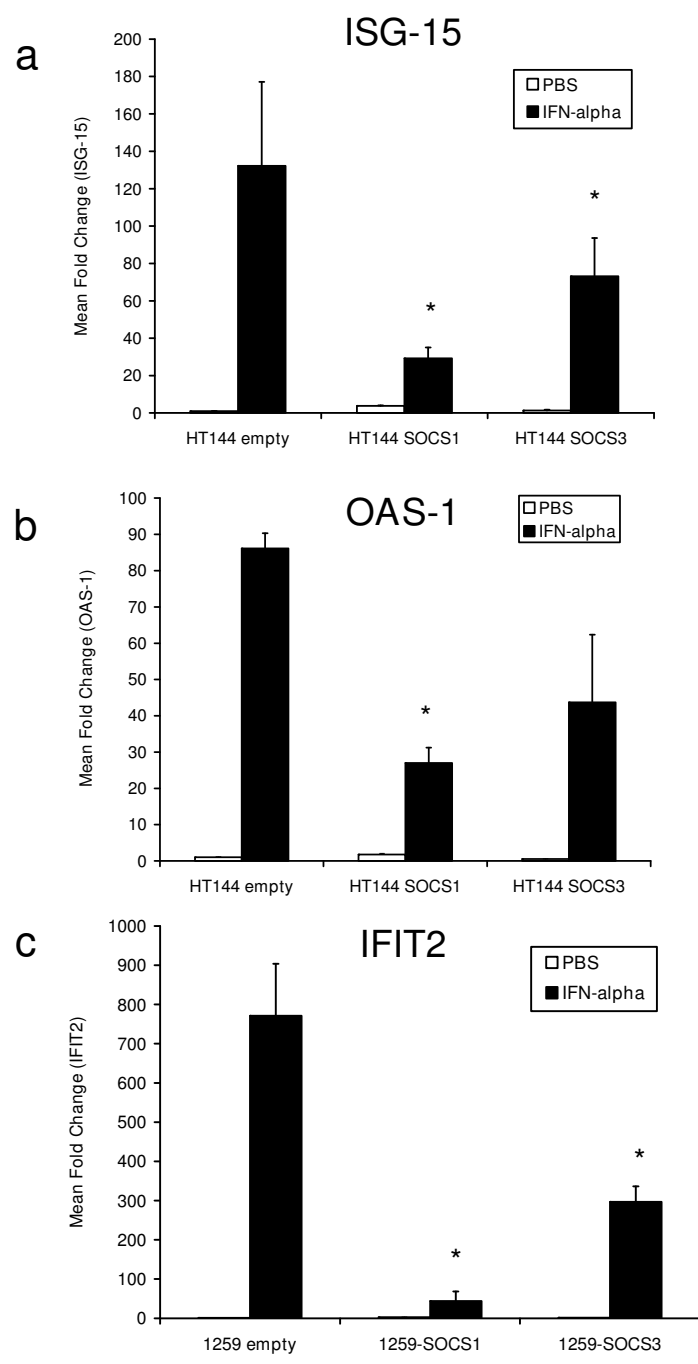 a
ISG-15
200
180
160
140
120
100
80
60
40
20
0
Mean Fold Change (ISG-15)
PBS
IFN-alpha
*
*
HT144 empty HT144 SOCS1 HT144 SOCS3
b
OAS-1
100
90
80
70
60
50
40
30
20
10
0
Mean Fold Change (OAS-1)
PBS
IFN-alpha
*
HT144 empty HT144 SOCS1 HT144 SOCS3
c
IFIT2
1000
900
800
700
600
500
400
300
200
100
0
Mean Fold Change (IFIT2)
PBS
IFN-alpha
*
*
1259 empty 1259-SOCS1 1259-SOCS3